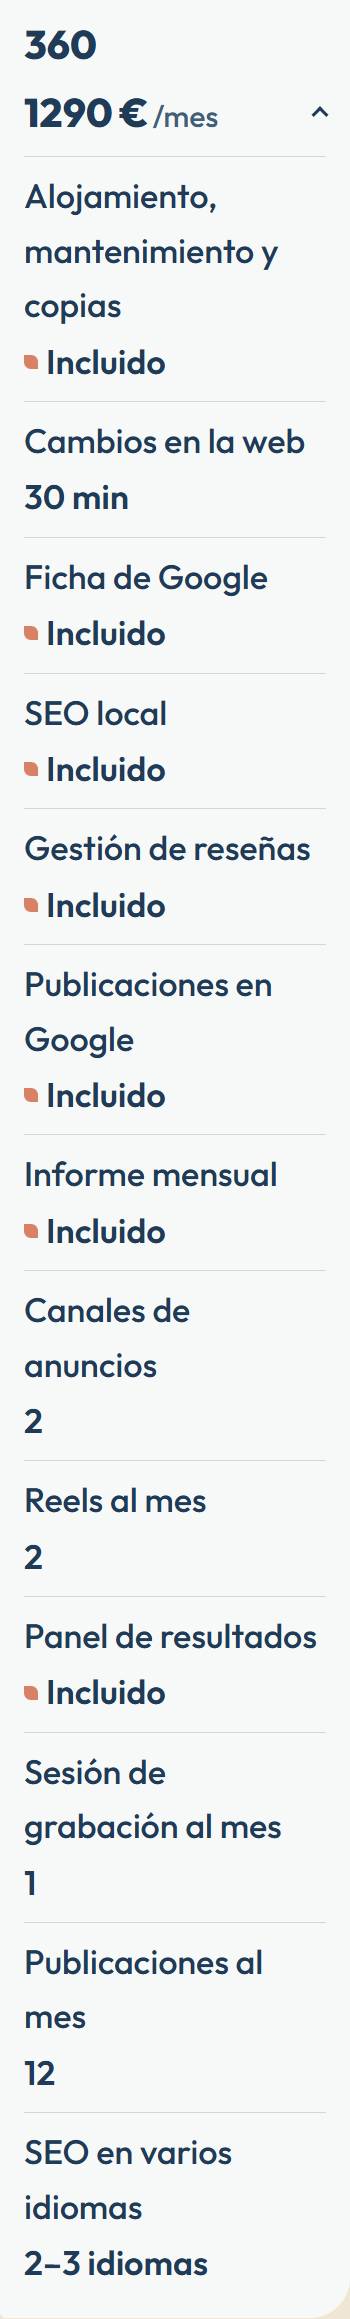 360
1290 € /mes
Alojamiento,
mantenimiento y
copias
Incluido
Cambios en la web
30 min
Ficha de Google
Incluido
SEO local
Incluido
Gestión de reseñas
Incluido
Publicaciones en
Google
Incluido
Informe mensual
Incluido
Canales de
anuncios
2
Reels al mes
2
Panel de resultados
Incluido
Sesión de
grabación al mes
1
Publicaciones al
mes
12
SEO en varios
idiomas
2–3 idiomas